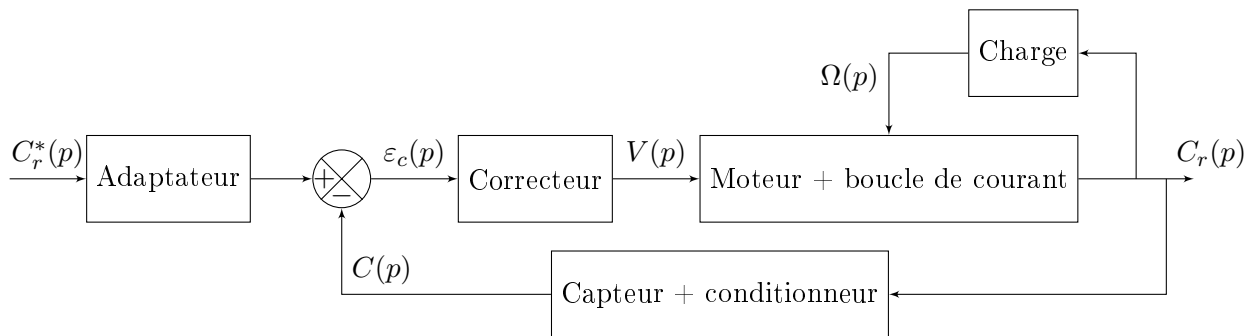 Charge
Ω(p)
C_r^*(p)
Adaptateur
+
−
ε_c(p)
Correcteur
V(p)
Moteur + boucle de courant
C_r(p)
C(p)
Capteur + conditionneur